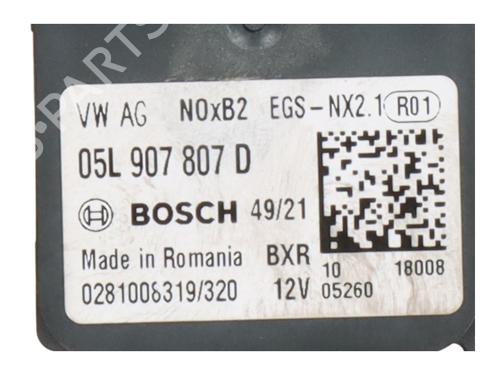 VW AG NOxB2 EGS-NX2.1 R01
05L 907 807 D
BOSCH 49/21
Made in Romania BXR 10 18008
0281006319/320 12V 05260